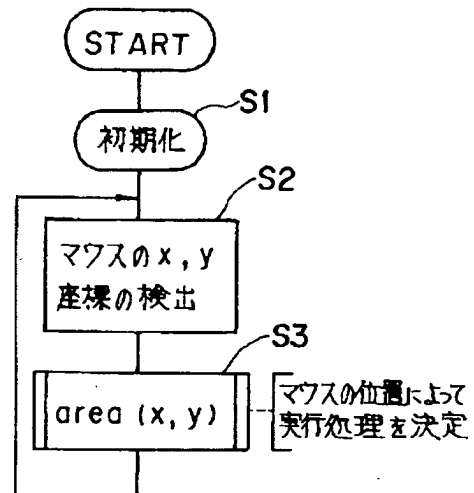 START
S1
初期化
S2
マウスのx,y
座標の検出
S3
area (x, y)
マウスの位置によって
実行処理を決定